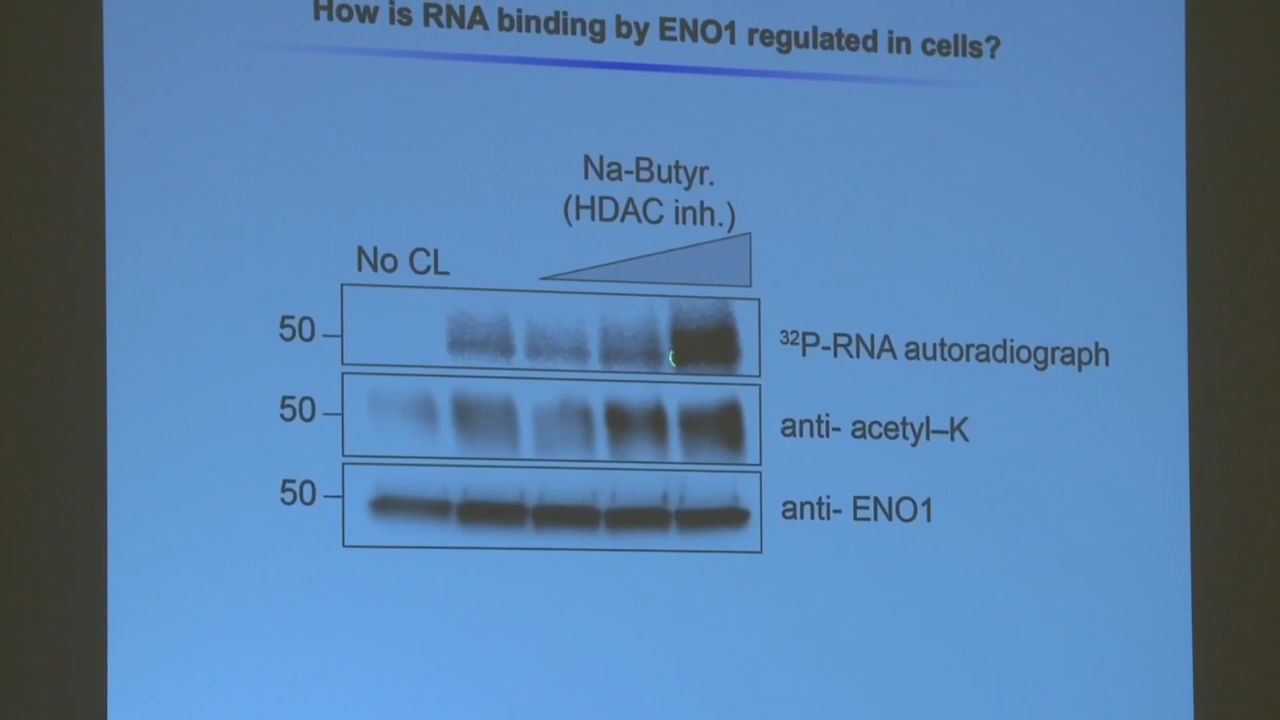 How is RNA binding by ENO1 regulated in cells?
Na-Butyr.
(HDAC inh.)
No CL
50
³²P-RNA autoradiograph
50
anti- acetyl–K
50
anti- ENO1